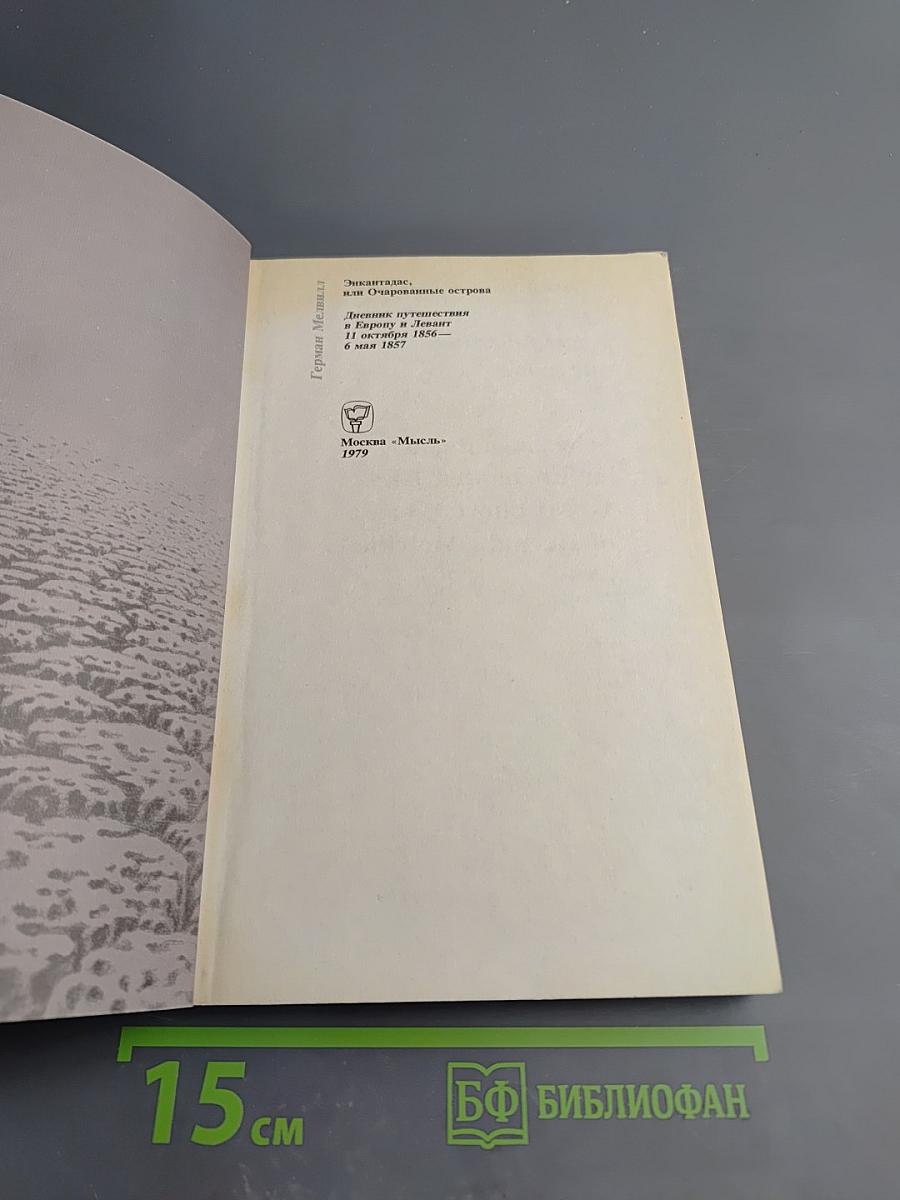 Герман Мелвилл
Энкантадас,
или Очарованные острова
Дневник путешествия
в Европу и Левант
11 октября 1856—
6 мая 1857
Москва «Мысль»
1979
15 см
БФ БИБЛИОФАН